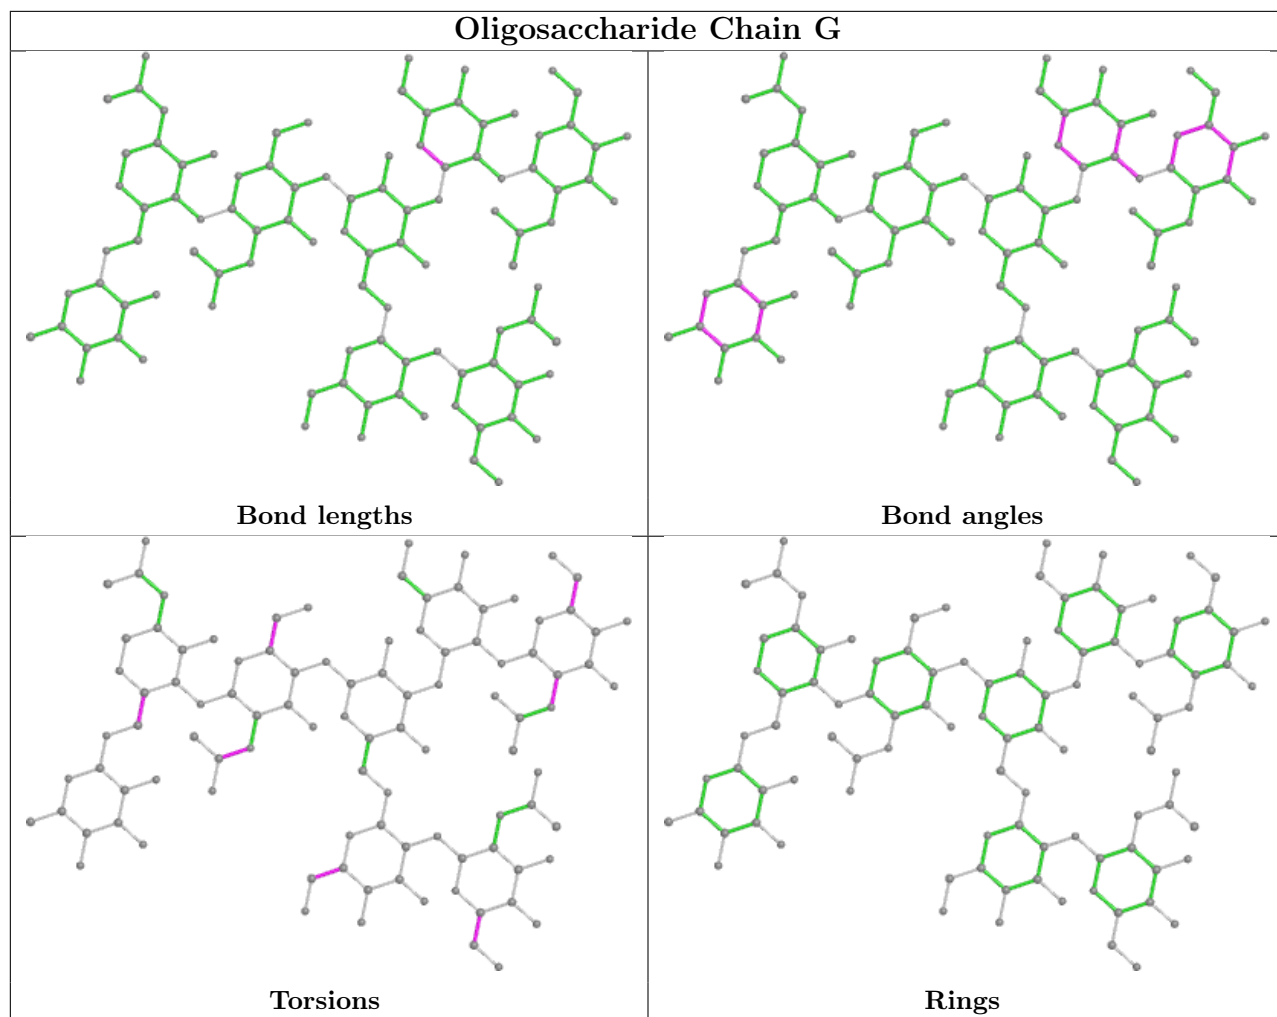 Oligosaccharide Chain G
Bond lengths
Bond angles
Torsions
Rings